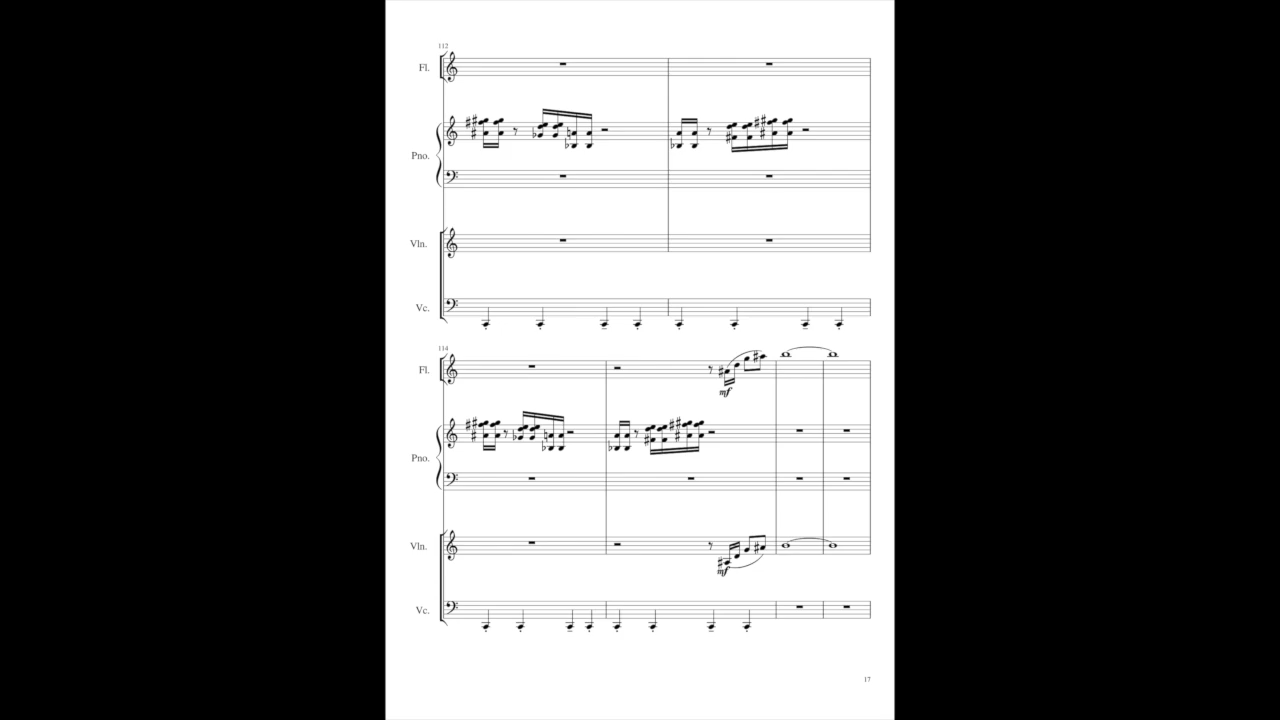 112
Fl.
Pno.
Vln.
Vc.
114
Fl.
mf
Pno.
Vln.
mf
Vc.
17